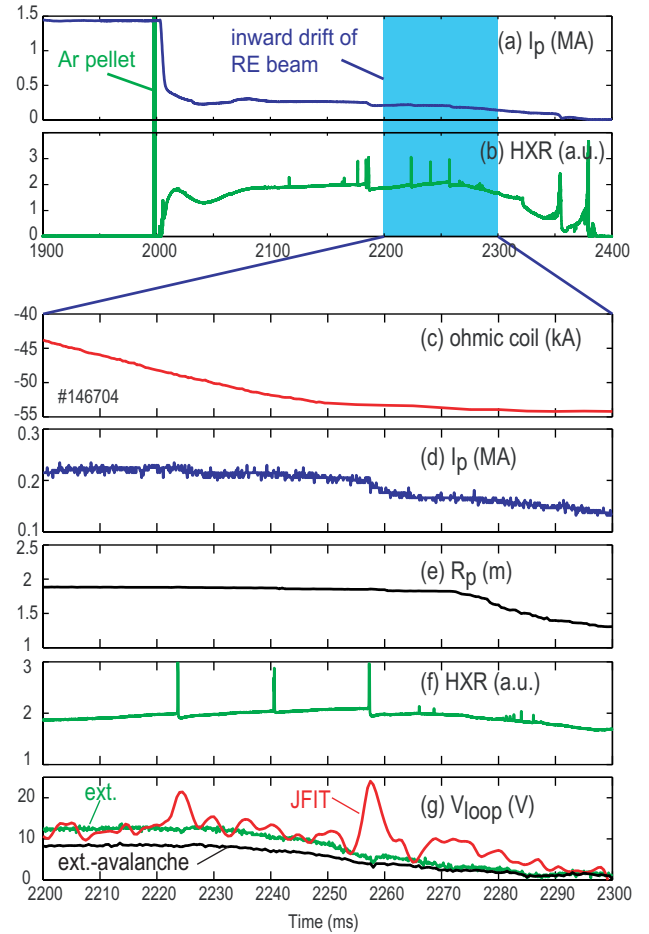 1.5
1
0.5
0
Ar pellet
inward drift of
RE beam
(a) Ip (MA)
3
2
1
0
(b) HXR (a.u.)
1900 2000 2100 2200 2300 2400
-40
-45
-50
-55
(c) ohmic coil (kA)
#146704
0.3
0.2
0.1
(d) Ip (MA)
2.5
2
1.5
1
(e) Rp (m)
3
2
1
(f) HXR (a.u.)
20
10
0
ext.
JFIT
(g) Vloop (V)
ext.-avalanche
2200 2210 2220 2230 2240 2250 2260 2270 2280 2290 2300
Time (ms)